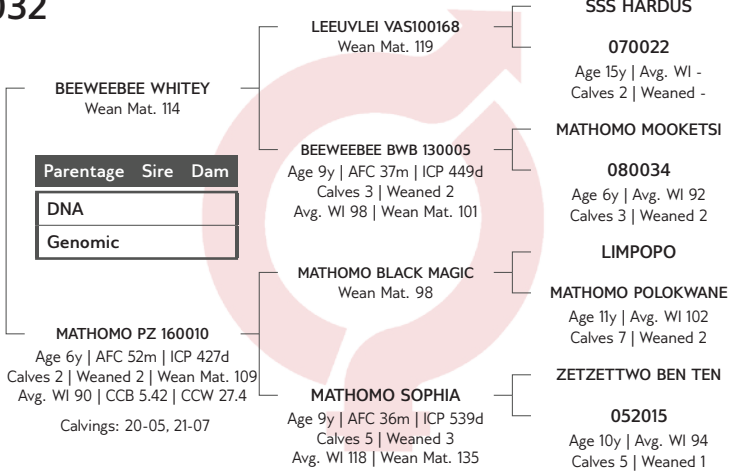 032
BEEWEEBEE WHITEY
Wean Mat. 114
Parentage Sire Dam
DNA
Genomic
MATHOMO PZ 160010
Age 6y | AFC 52m | ICP 427d
Calves 2 | Weaned 2 | Wean Mat. 109
Avg. WI 90 | CCB 5.42 | CCW 27.4
Calvings: 20-05, 21-07
LEEUVLEI VAS100168
Wean Mat. 119
BEEWEEBEE BWB 130005
Age 9y | AFC 37m | ICP 449d
Calves 3 | Weaned 2
Avg. WI 98 | Wean Mat. 101
MATHOMO BLACK MAGIC
Wean Mat. 98
MATHOMO SOPHIA
Age 9y | AFC 36m | ICP 539d
Calves 5 | Weaned 3
Avg. WI 118 | Wean Mat. 135
SSS HARDUS
070022
Age 15y | Avg. WI -
Calves 2 | Weaned -
MATHOMO MOOKETSI
080034
Age 6y | Avg. WI 92
Calves 3 | Weaned 2
LIMPOPO
MATHOMO POLOKWANE
Age 11y | Avg. WI 102
Calves 7 | Weaned 2
ZETZETTWO BEN TEN
052015
Age 10y | Avg. WI 94
Calves 5 | Weaned 1